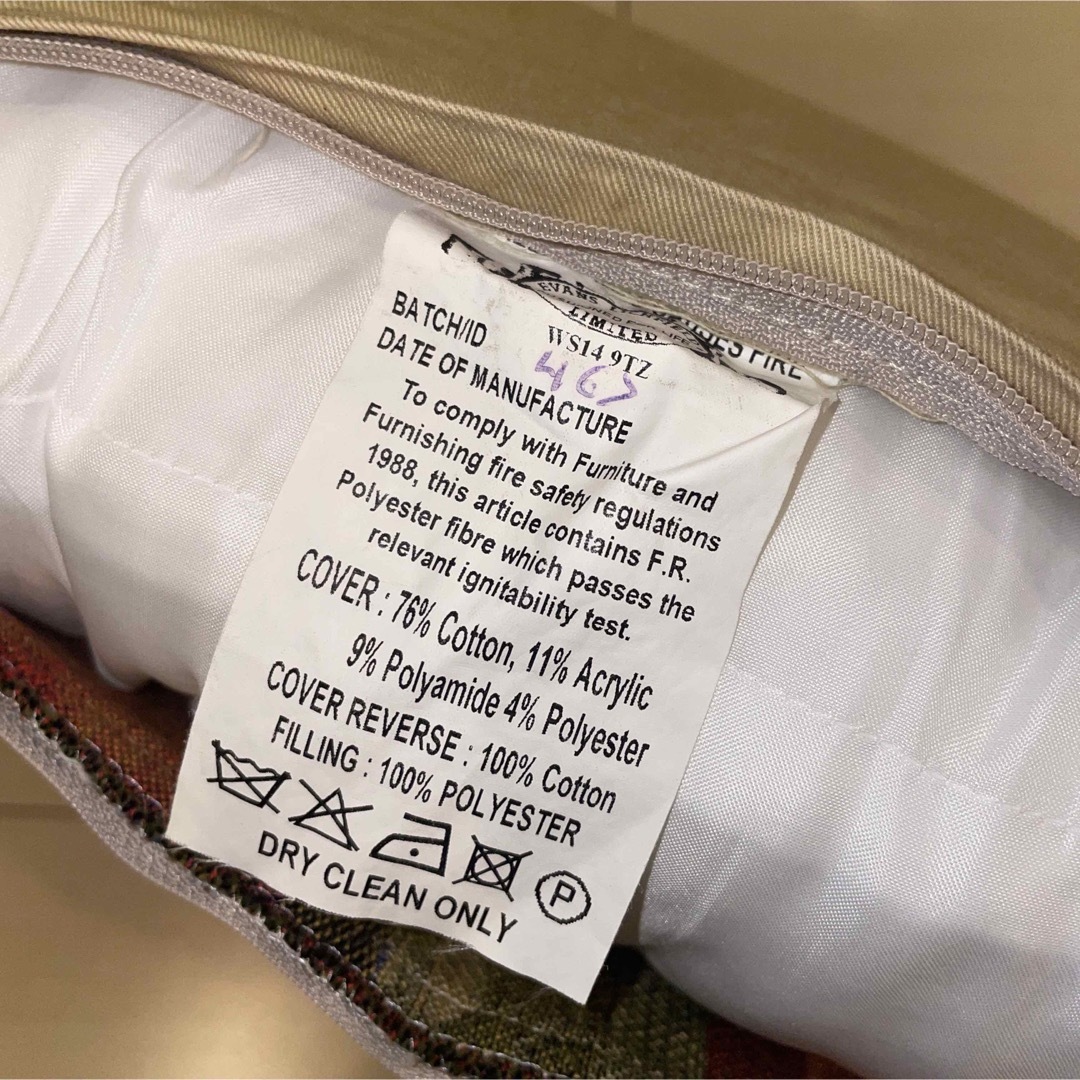 EVANS
LIMITED
WS14 9TZ
BATCH/ID
DATE OF MANUFACTURE
To comply with Furniture and
Furnishing fire safety regulations
1988, this article contains F.R.
Polyester fibre which passes the
relevant ignitability test.
COVER : 76% Cotton, 11% Acrylic
9% Polyamide 4% Polyester
COVER REVERSE : 100% Cotton
FILLING : 100% POLYESTER
P
DRY CLEAN ONLY